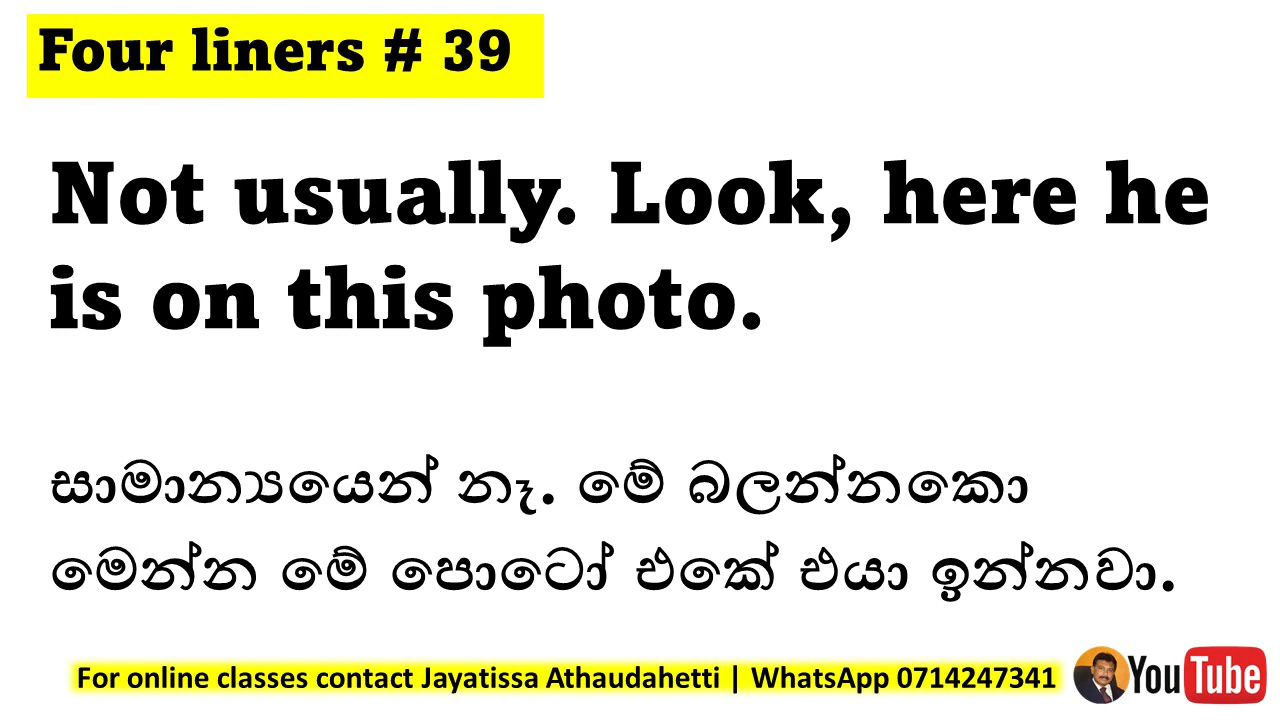 Four liners # 39
Not usually. Look, here he
is on this photo.
සාමාන්‍යයෙන් නෑ. මේ බලන්නකො
මෙන්න මේ පොටෝ එකේ එයා ඉන්නවා.
For online classes contact Jayatissa Athaudahetti | WhatsApp 0714247341
YouTube